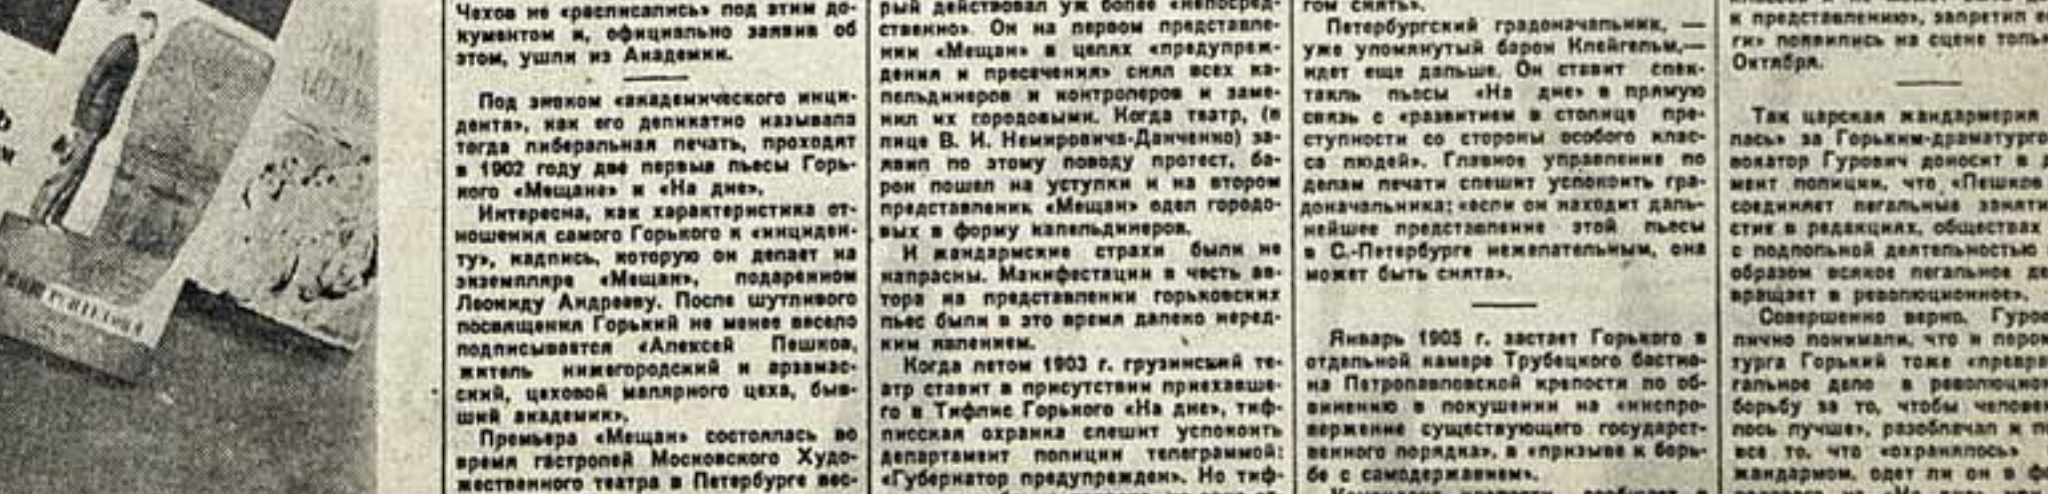 Чехов не «расписались» под этим до-
кументом и, официально заявив об
этом, ушли из Академии.
Под знаком «академического инци-
дента», как его деликатно называла
тогда либеральная печать, проходят
в 1902 году две первых пьесы Горь-
кого «Мещане» и «На дне».
Интересна, как характеристика от-
ношения самого Горького к «инциден-
ту», надпись, которую он делает на
экземпляре «Мещан», подаренном
Леониду Андрееву. После шутливого
посвящения Горький не менее весело
подписывается «Алексей Пешков,
житель нижегородский и арзамас-
ский, цеховой малярного цеха, быв-
ший академик».
Премьера «Мещан» состоялась во
время гастролей Московского Худо-
жественного театра в Петербурге вес-
рый действовал уж более «непосред-
ственно». Он на первом представле-
нии «Мещан» в целях «предупреж-
дения и пресечения» снял всех ка-
пельдинеров и контролеров и заме-
нил их городовыми. Когда театр, (в
лице В. И. Немировича-Данченко) за-
явил по этому поводу протест, ба-
рон пошел на уступки и на втором
представлении «Мещан» одел городо-
вых в форму капельдинеров.
И жандармские страхи были не
напрасны. Манифестации в честь ав-
тора на представлении горьковских
пьес были в это время далеко неред-
ким явлением.
Когда летом 1903 г. грузинский те-
атр ставит в присутствии приехавше-
го в Тифлис Горького «На дне», тиф-
лисская охранка спешит успокоить
департамент полиции телеграммой:
«Губернатор предупрежден». Но тиф-
гом снять».
Петербургский градоначальник, —
уже упомянутый барон Клейгельм,—
идет еще дальше. Он ставит спек-
такль пьесы «На дне» в прямую
связь с «развитием в столице пре-
ступности со стороны особого клас-
са людей». Главное управление по
делам печати спешит успокоить гра-
доначальника: «если он находит даль-
нейшее представление этой пьесы
в С.-Петербурге нежелательным, она
может быть снята».
Январь 1905 г. застает Горького в
отдельной камере Трубецкого бастио-
на Петропавловской крепости по об-
винению в покушении на «ниспро-
вержение существующего государст-
венного порядка», в «призыве к борь-
бе с самодержавием».
к представлению», запретил
ги» появились на сцене
Октября.
Так царская жандармерия
лась» за Горьким-драматурго
вокатор Гурович доносит в
мент полиции, что «Пешков
соединяет легальные заняти
стие в редакциях, обществах
с подпольной деятельностью
образом всякое легальное де
вращает в революционное».
Совершенно верно. Гуро
лично понимали, что и
турга Горький тоже «превра
гальное дело в революцион
борьбу за то, чтобы человек
лось лучше», разоблачал и
все то, что «охранялось»
жандармом, одет ли он в